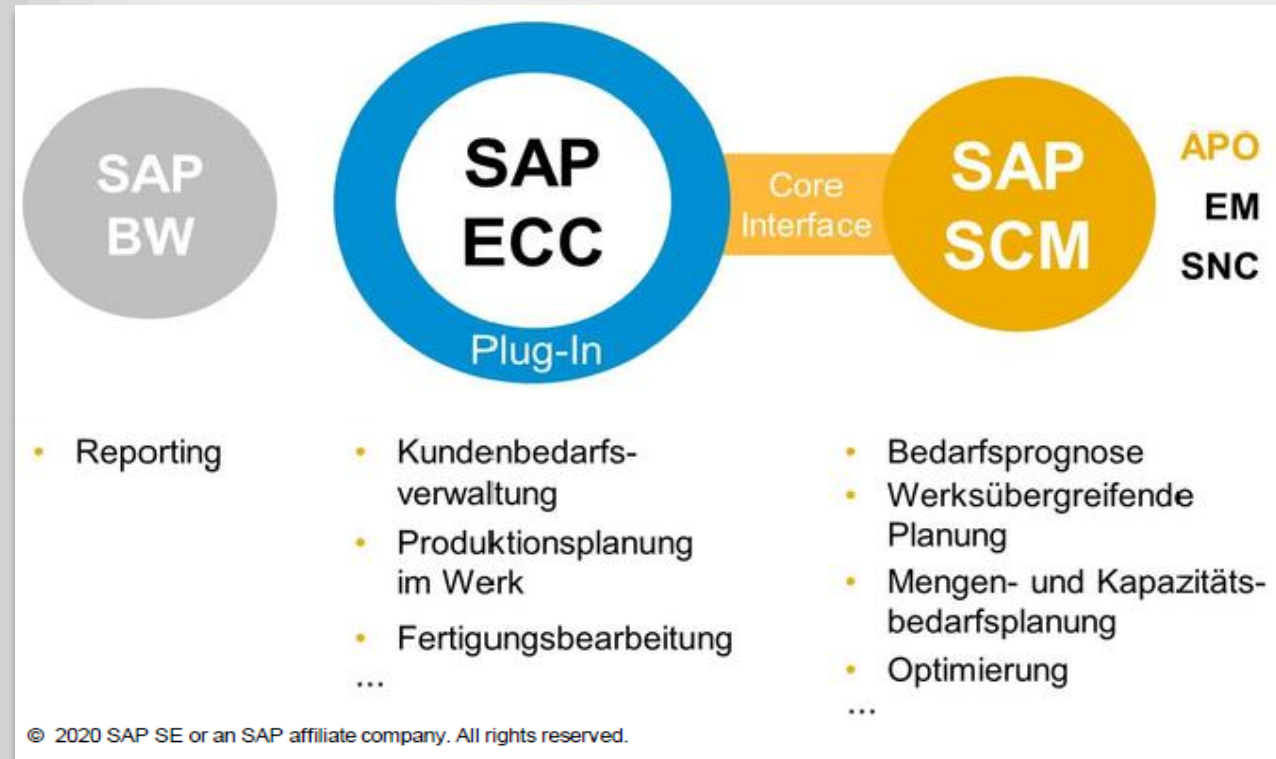 SAP
BW
SAP
ECC
Plug-In
Core
Interface
SAP
SCM
APO
EM
SNC
• Reporting
• Kundenbedarfs-
verwaltung
• Produktionsplanung
im Werk
• Fertigungsbearbeitung
...
• Bedarfsprognose
• Werksübergreifende
Planung
• Mengen- und Kapazitäts-
bedarfsplanung
• Optimierung
...
© 2020 SAP SE or an SAP affiliate company. All rights reserved.